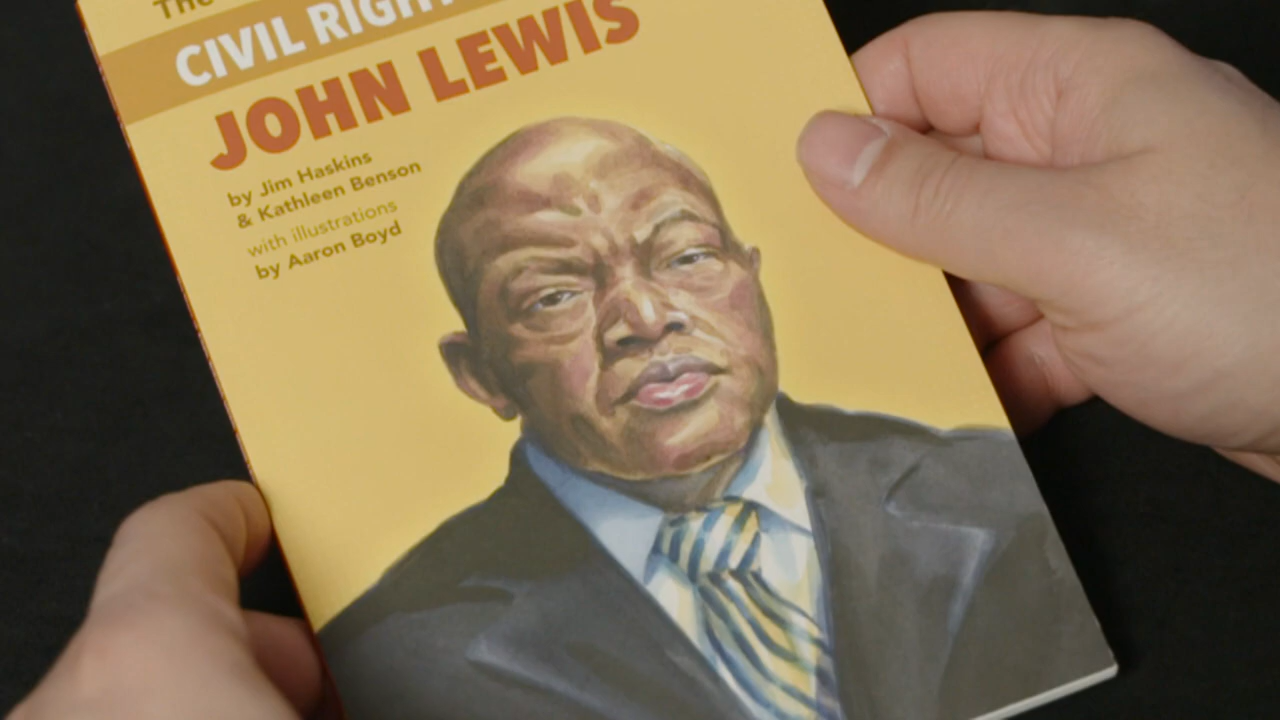 The
CIVIL RIGHT
JOHN LEWIS
by Jim Haskins
& Kathleen Benson
with illustrations
by Aaron Boyd